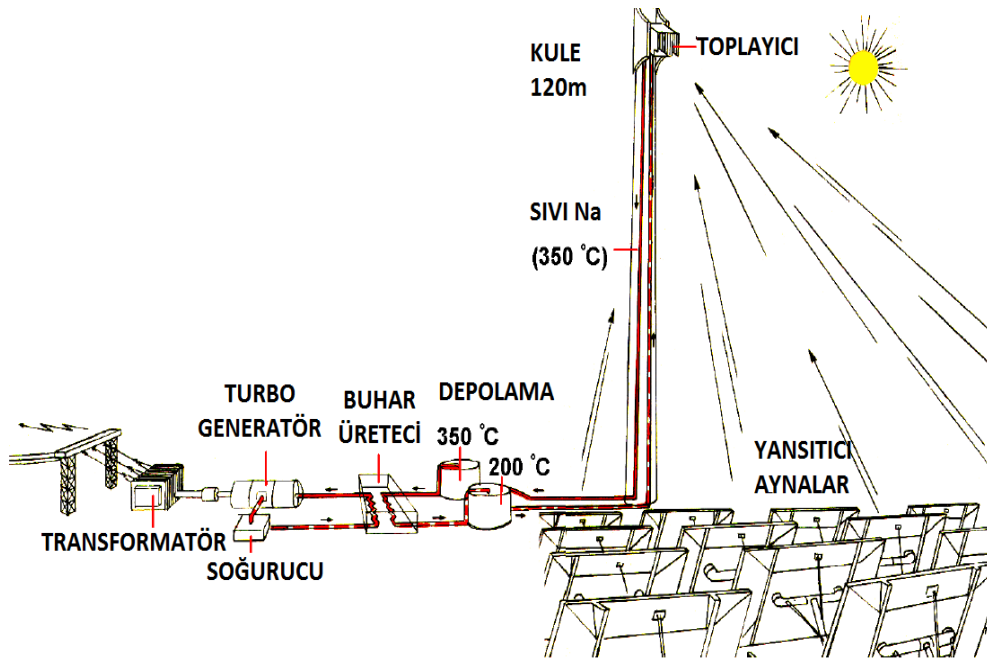 KULE
120m
TOPLAYICI
SIVI Na
(350 °C)
TURBO
GENERATÖR
BUHAR
ÜRETECİ
DEPOLAMA
350 °C
200 °C
YANSITICI
AYNALAR
TRANSFORMATÖR
SOĞURUCU